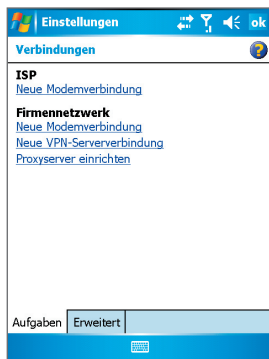 Einstellungen
ok
Verbindungen
ISP
Neue Modemverbindung
Firmennetzwerk
Neue Modemverbindung
Neue VPN-Serververbindung
Proxyserver einrichten
Aufgaben
Erweitert